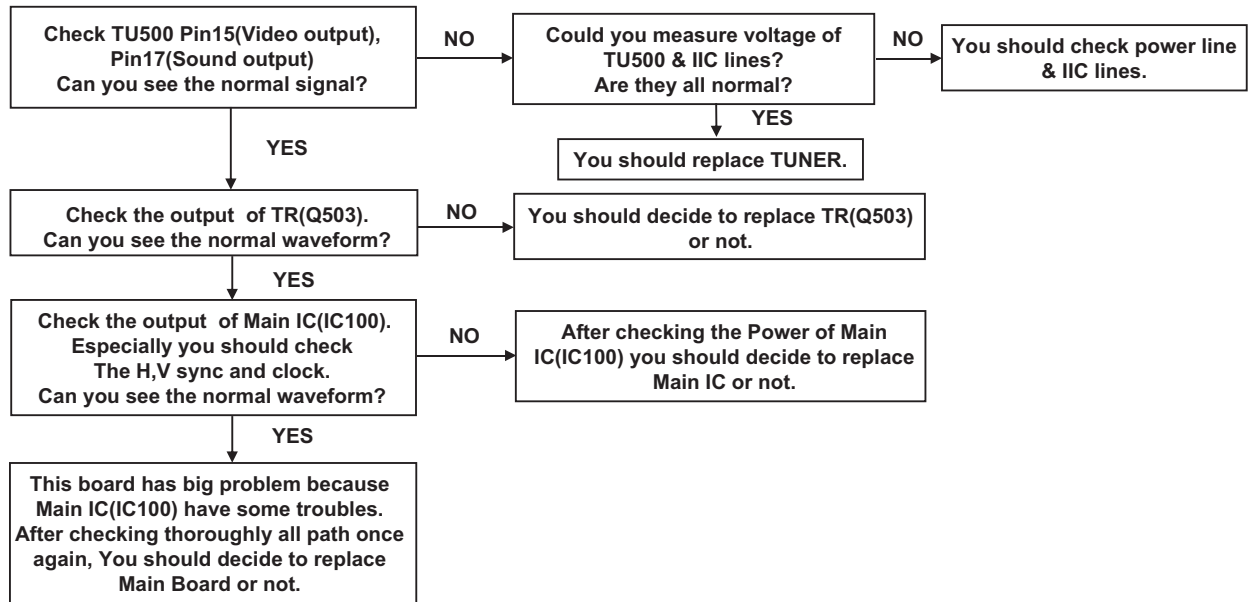 Check TU500 Pin15(Video output),
Pin17(Sound output)
Can you see the normal signal?
NO
Could you measure voltage of
TU500 & IIC lines?
Are they all normal?
NO
You should check power line
& IIC lines.
YES
You should replace TUNER.
YES
Check the output of TR(Q503).
Can you see the normal waveform?
NO
You should decide to replace TR(Q503)
or not.
YES
Check the output of Main IC(IC100).
Especially you should check
The H,V sync and clock.
Can you see the normal waveform?
NO
After checking the Power of Main
IC(IC100) you should decide to replace
Main IC or not.
YES
This board has big problem because
Main IC(IC100) have some troubles.
After checking thoroughly all path once
again, You should decide to replace
Main Board or not.